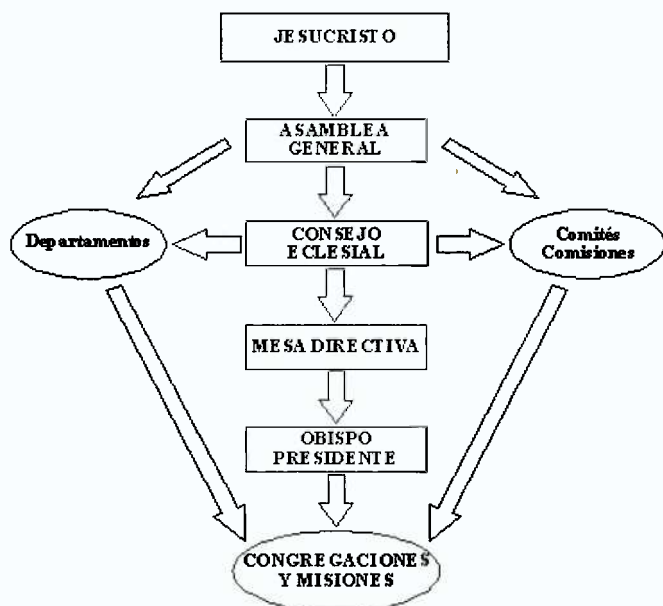 JESUCRISTO
ASAMBLEA
GENERAL
Departamentos
CONSEJO
ECLESIAL
Comités
Comisiones
MESA DIRECTIVA
OBISPO
PRESIDENTE
CONGREGACIONES
Y MISIONES